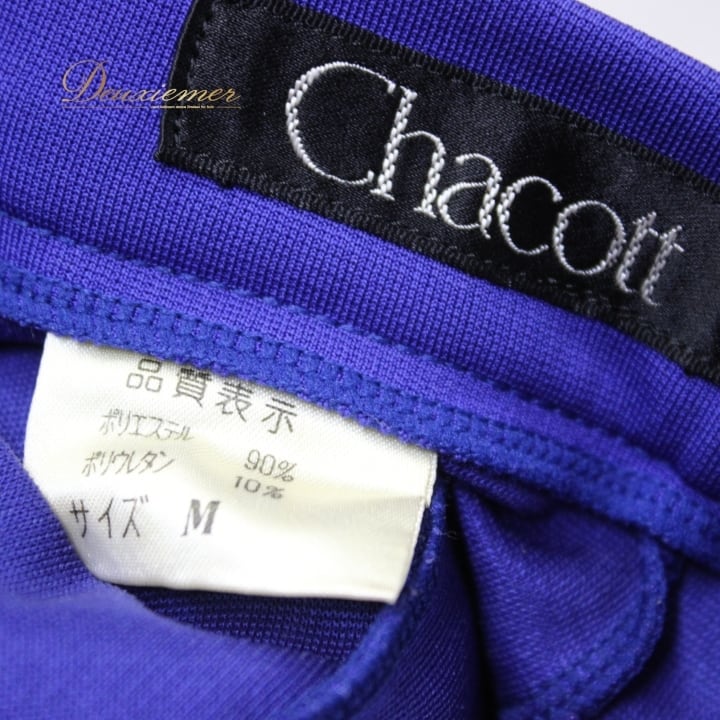 Dauxiemer
Chacott
品質表示
ポリエステル 90%
ポリウレタン 10%
サイズ M